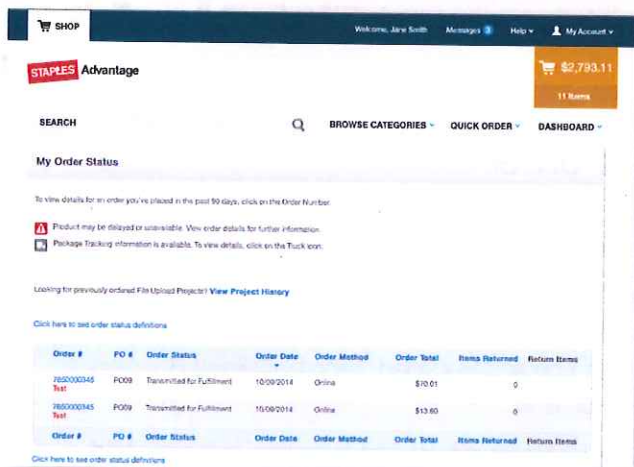 SHOP
Welcome, Jane Smith Messages 3 Help My Account
STAPLES Advantage
$2,793.11
11 Items
SEARCH BROWSE CATEGORIES QUICK ORDER DASHBOARD
My Order Status
To view details for an order you've placed in the past 90 days, click on the Order Number.
Product may be delayed or unavailable. View order details for further information.
Package Tracking information is available. To view details, click on the Truck icon.
Looking for previously ordered File Upload Projects? View Project History
Click here to see order status definitions
Order # PO # Order Status Order Date Order Method Order Total Items Returned Return Items
PO09 Transmitted for Fulfillment 10/09/2014 Online $70.01 0
Test
7650000345 PO09 Transmitted for Fulfillment 10/09/2014 Online $13.60 0
Test
Order # PO # Order Status Order Date Order Method Order Total Items Returned Return Items
Click here to see order status definitions